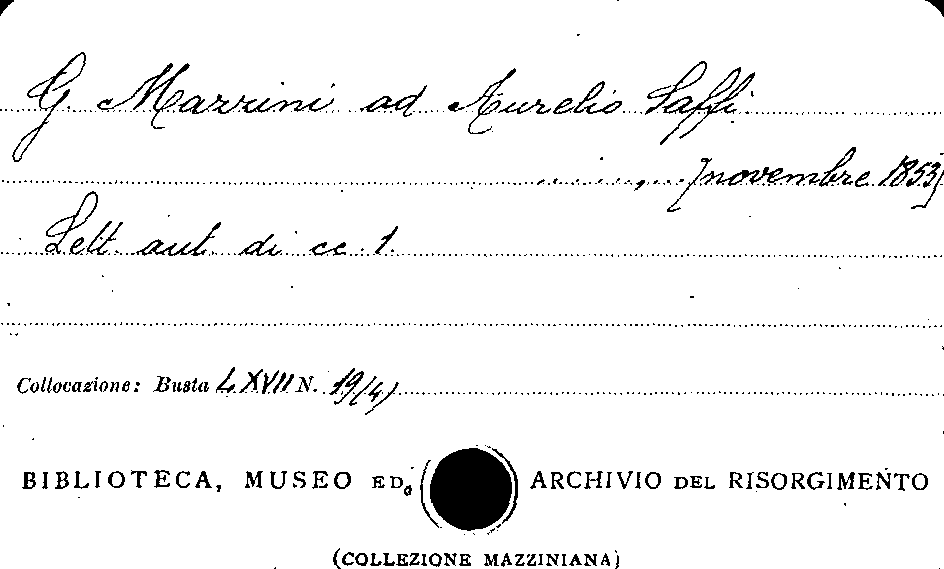 G. Mazzini ad Aurelio Saffi.
[novembre 1853]
Lett. aut. di cc. 1.
Collocazione: Busta LXVII N. 19/(4)
BIBLIOTECA, MUSEO ED ARCHIVIO DEL RISORGIMENTO
(COLLEZIONE MAZZINIANA)